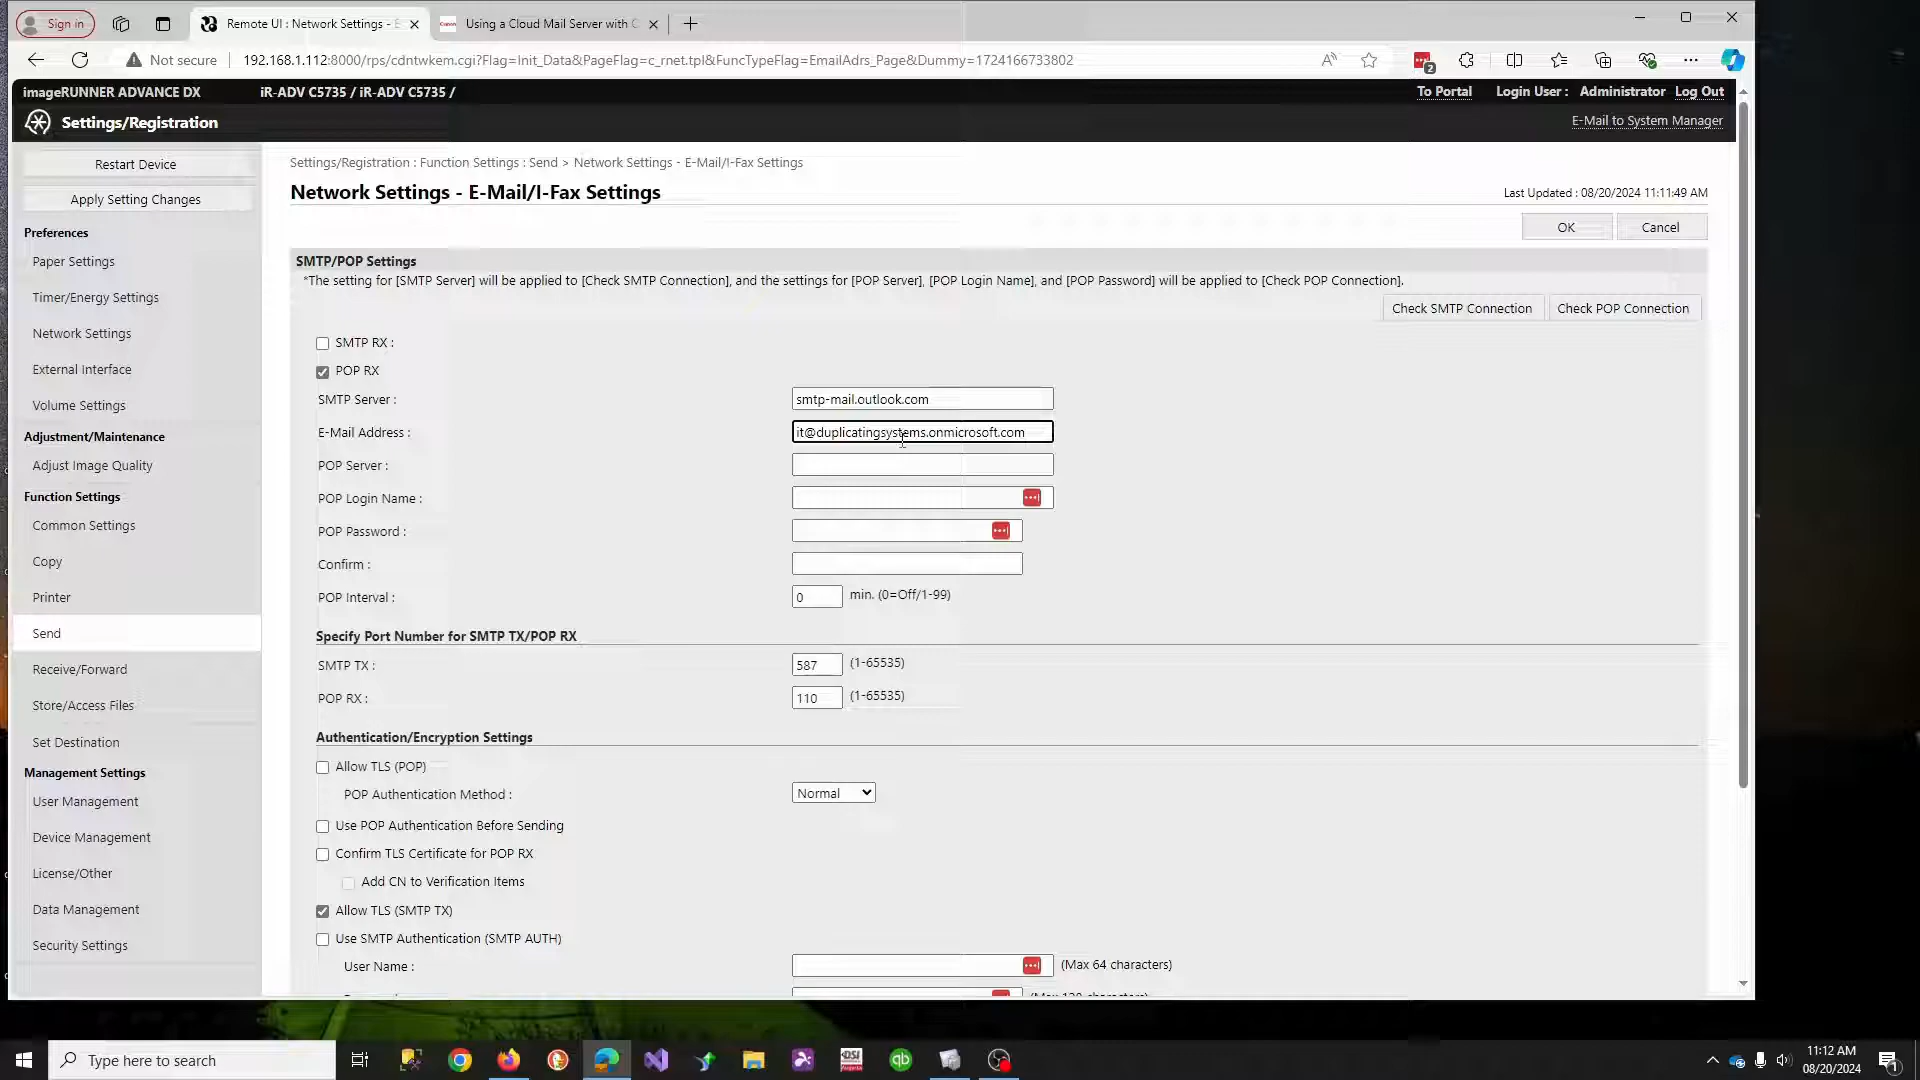 Sign in
Remote UI : Network Settings - E
Using a Cloud Mail Server with C
Not secure
192.168.1.112:8000/rps/cdntwkem.cgi?Flag=Init_Data&PageFlag=c_rnet.tpl&FuncTypeFlag=EmailAdrs_Page&Dummy=1724166733802
2
imageRUNNER ADVANCE DX
iR-ADV C5735 / iR-ADV C5735 /
To Portal
Login User :
Administrator
Log Out
Settings/Registration
E-Mail to System Manager
Restart Device
Apply Setting Changes
Preferences
Paper Settings
Timer/Energy Settings
Network Settings
External Interface
Volume Settings
Adjustment/Maintenance
Adjust Image Quality
Function Settings
Common Settings
Copy
Printer
Send
Receive/Forward
Store/Access Files
Set Destination
Management Settings
User Management
Device Management
License/Other
Data Management
Security Settings
Settings/Registration : Function Settings : Send > Network Settings - E-Mail/I-Fax Settings
Network Settings - E-Mail/I-Fax Settings
Last Updated : 08/20/2024 11:11:49 AM
OK
Cancel
SMTP/POP Settings
*The setting for [SMTP Server] will be applied to [Check SMTP Connection], and the settings for [POP Server], [POP Login Name], and [POP Password] will be applied to [Check POP Connection].
Check SMTP Connection
Check POP Connection
SMTP RX :
POP RX
SMTP Server :
smtp-mail.outlook.com
E-Mail Address :
it@duplicatingsystems.onmicrosoft.com
POP Server :
POP Login Name :
POP Password :
Confirm :
POP Interval :
0
min. (0=Off/1-99)
Specify Port Number for SMTP TX/POP RX
SMTP TX :
587
(1-65535)
POP RX :
110
(1-65535)
Authentication/Encryption Settings
Allow TLS (POP)
POP Authentication Method :
Normal
Use POP Authentication Before Sending
Confirm TLS Certificate for POP RX
Add CN to Verification Items
Allow TLS (SMTP TX)
Use SMTP Authentication (SMTP AUTH)
User Name :
(Max 64 characters)
Type here to search
11:12 AM
08/20/2024
1